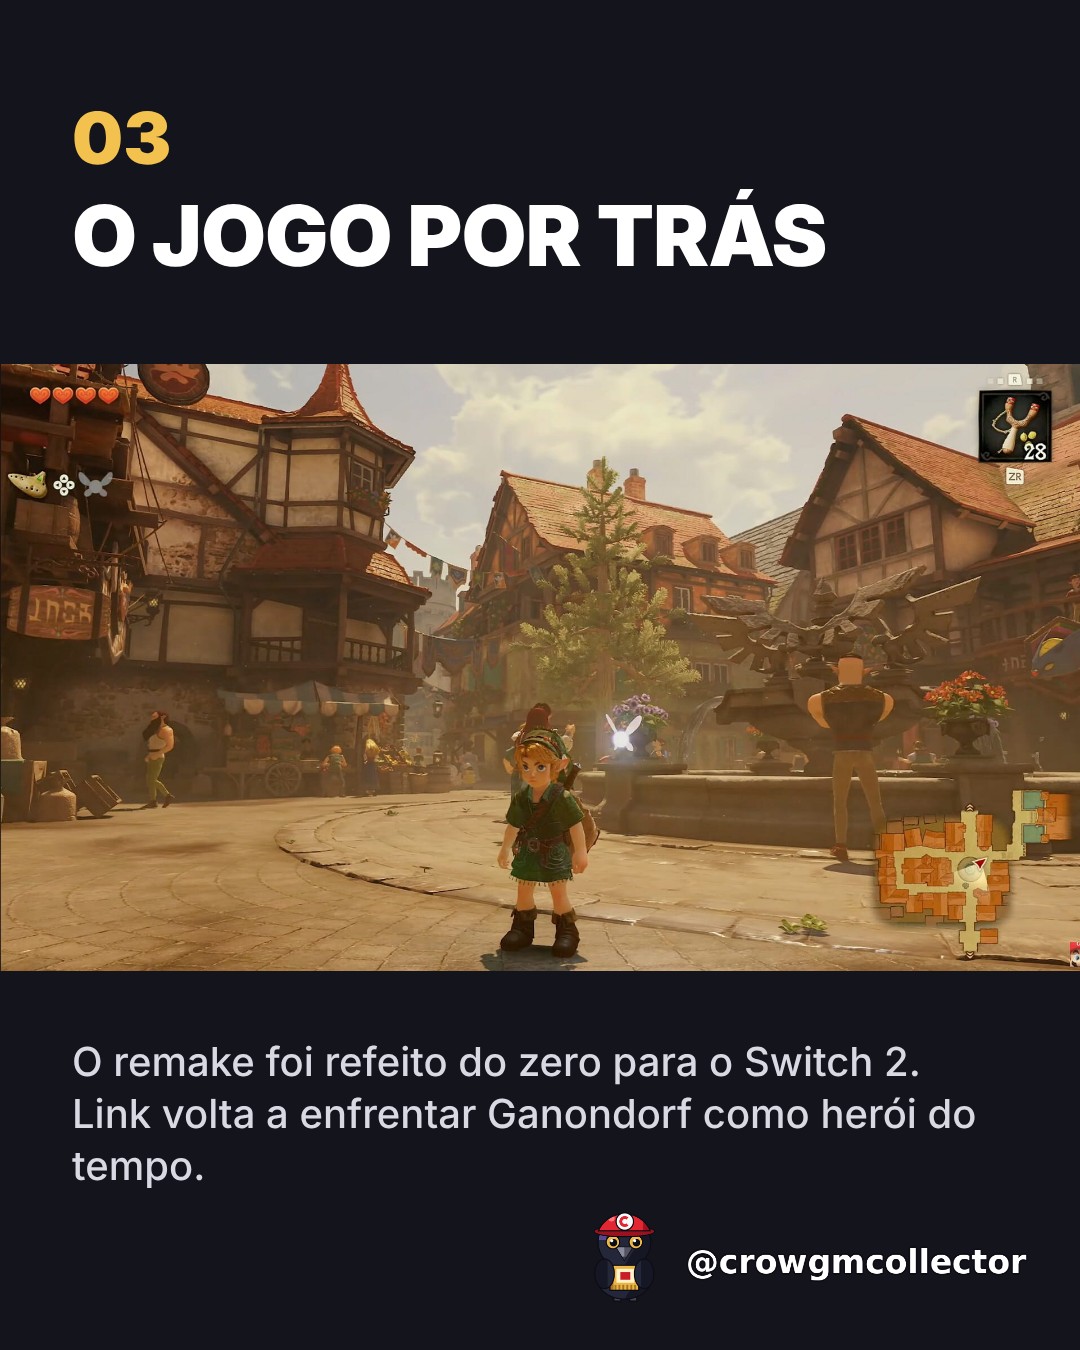 03
O JOGO POR TRÁS
R
28
ZR
O remake foi refeito do zero para o Switch 2.
Link volta a enfrentar Ganondorf como herói do
tempo.
C
@crowgmcollector